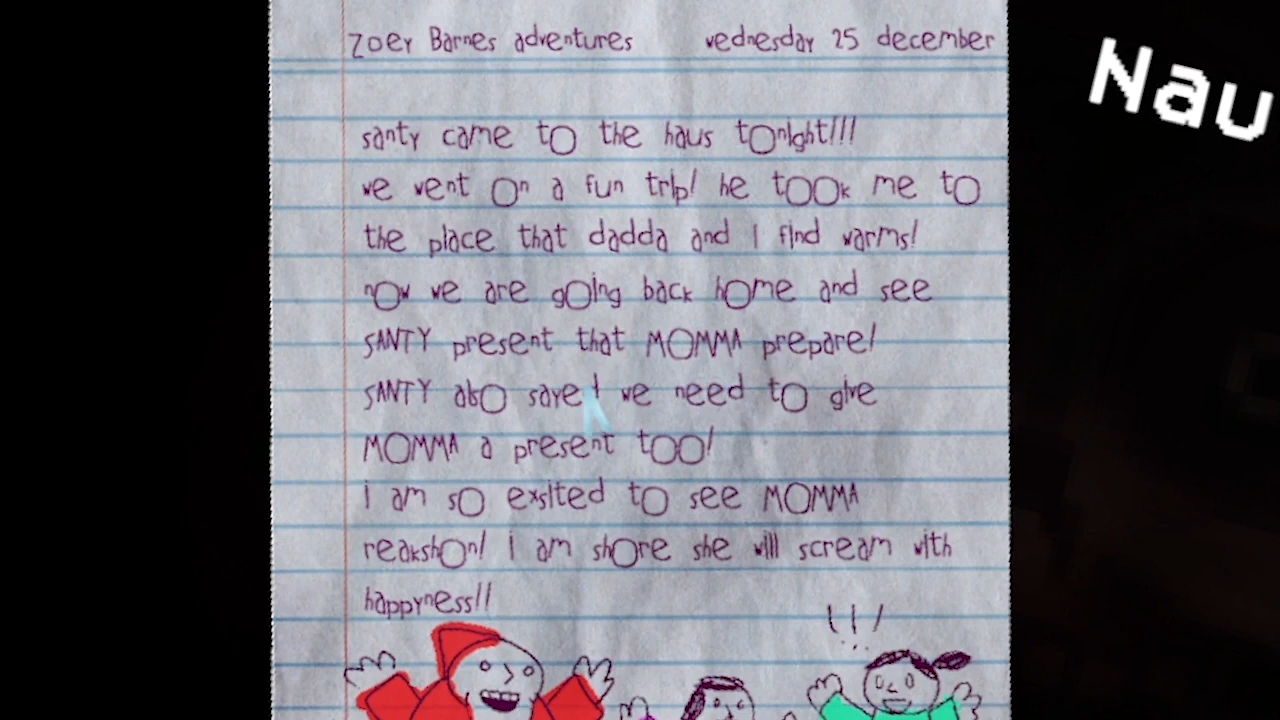 zoey Barnes adventures wednesday 25 december
Nau
santy came to the haus tonight!!!
we went on a fun trip! he took me to
the place that dadda and i find warms!
now we are going back home and see
SANTY present that MOMMA prepare!
SANTY also saye! we need to give
MOMMA a present too!
i am so exsited to see MOMMA
reakshon! i am shore she will scream with
happyness!!
!!!